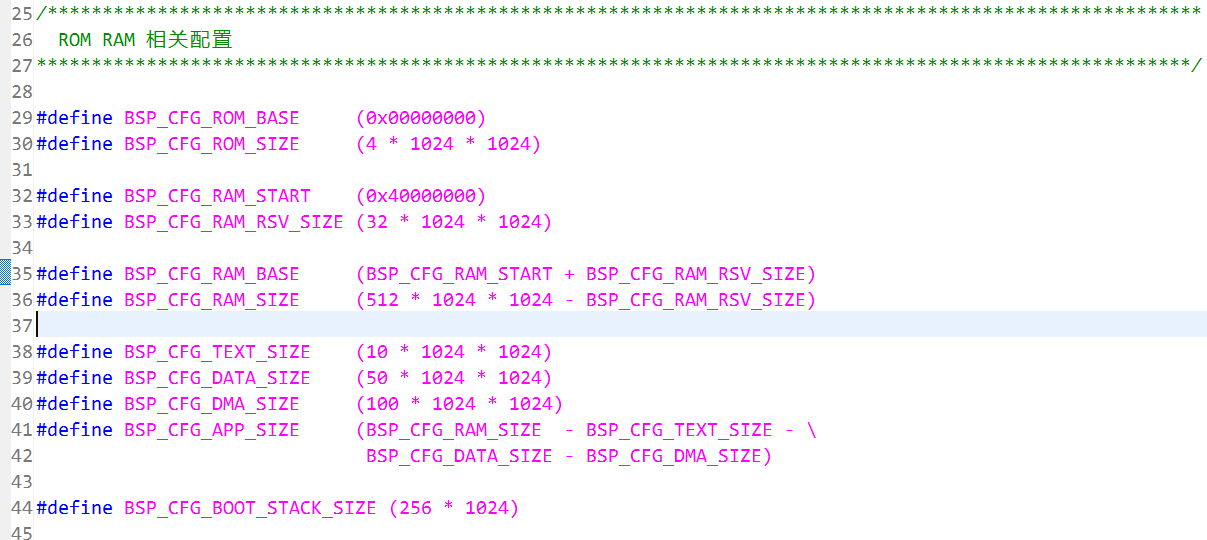 25 /*********************************************************************************************************
26   ROM RAM 相关配置
27 *********************************************************************************************************/
28
29 #define BSP_CFG_ROM_BASE     (0x00000000)
30 #define BSP_CFG_ROM_SIZE     (4 * 1024 * 1024)
31
32 #define BSP_CFG_RAM_START    (0x40000000)
33 #define BSP_CFG_RAM_RSV_SIZE (32 * 1024 * 1024)
34
35 #define BSP_CFG_RAM_BASE     (BSP_CFG_RAM_START + BSP_CFG_RAM_RSV_SIZE)
36 #define BSP_CFG_RAM_SIZE     (512 * 1024 * 1024 - BSP_CFG_RAM_RSV_SIZE)
37
38 #define BSP_CFG_TEXT_SIZE    (10 * 1024 * 1024)
39 #define BSP_CFG_DATA_SIZE    (50 * 1024 * 1024)
40 #define BSP_CFG_DMA_SIZE     (100 * 1024 * 1024)
41 #define BSP_CFG_APP_SIZE     (BSP_CFG_RAM_SIZE  - BSP_CFG_TEXT_SIZE - \
42                               BSP_CFG_DATA_SIZE - BSP_CFG_DMA_SIZE)
43
44 #define BSP_CFG_BOOT_STACK_SIZE (256 * 1024)
45